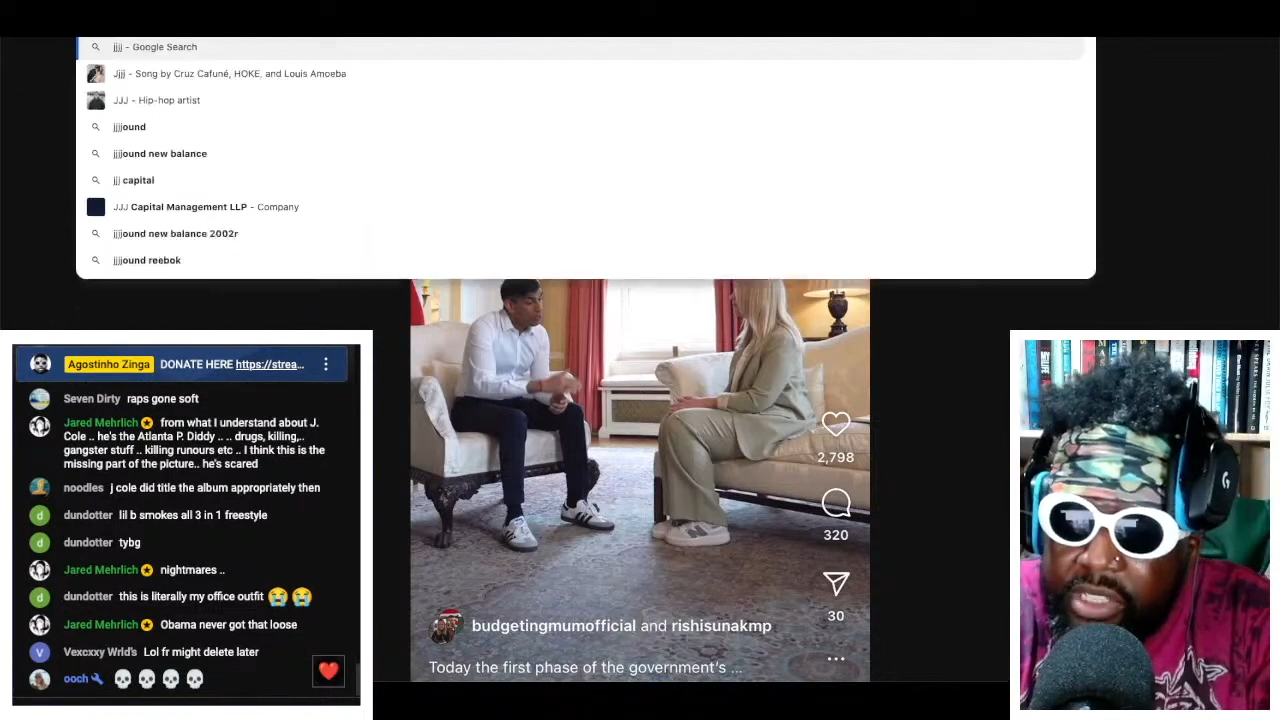 jjjj - Google Search
Jjjj - Song by Cruz Cafuné, HOKE, and Louis Amoeba
JJJ - Hip-hop artist
jjjjound
jjjjound new balance
jjj capital
JJJ Capital Management LLP - Company
jjjjound new balance 2002r
jjjjound reebok
Agostinho Zinga DONATE HERE https://strea...
Seven Dirty raps gone soft
Jared Mehrlich from what I understand about J.
Cole .. he's the Atlanta P. Diddy .. .. drugs, killing,..
gangster stuff .. killing runours etc .. I think this is the
missing part of the picture.. he's scared
noodles j cole did title the album appropriately then
dundotter lil b smokes all 3 in 1 freestyle
dundotter tybg
Jared Mehrlich nightmares ..
dundotter this is literally my office outfit 😭😭
Jared Mehrlich Obama never got that loose
Vexcxxy Wrld's Lol fr might delete later
ooch 💀💀💀💀
2,798
320
30
budgetingmumofficial and rishisunakmp
Today the first phase of the government's ...